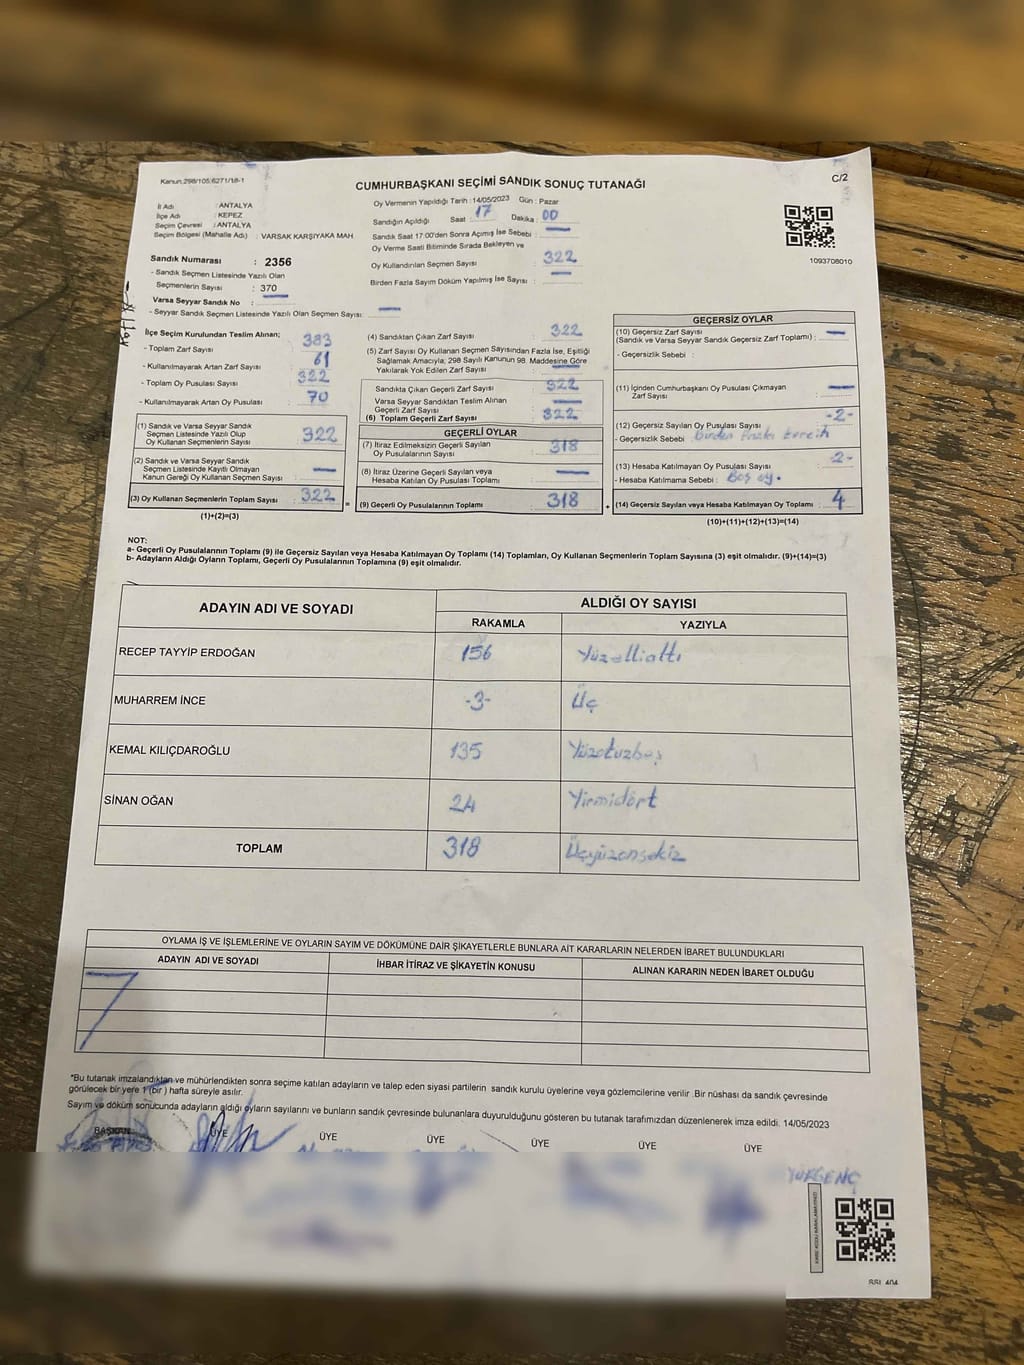 Kanun:298/105,6271/18-1
C/2
CUMHURBAŞKANI SEÇİMİ SANDIK SONUÇ TUTANAĞI
İl Adı : ANTALYA
İlçe Adı : KEPEZ
Seçim Çevresi : ANTALYA
Seçim Bölgesi (Mahalle Adı) : VARSAK KARŞIYAKA MAH
Sandık Numarası : 2356
- Sandık Seçmen Listesinde Yazılı Olan
Seçmenlerin Sayısı : 370
Varsa Seyyar Sandık No :
- Seyyar Sandık Seçmen Listesinde Yazılı Olan Seçmen Sayısı:
Oy Vermenin Yapıldığı Tarih : 14/05/2023 Gün : Pazar
Sandığın Açıldığı Saat : 17 Dakika : 00
Sandık Saat 17:00'den Sonra Açımış İse Sebebi :
Oy Verme Saati Bitiminde Sırada Bekleyen ve
Oy Kullandırılan Seçmen Sayısı : 322
Birden Fazla Sayım Döküm Yapılmış İse Sayısı :
1093708010
İlçe Seçim Kurulundan Teslim Alınan;
- Toplam Zarf Sayısı : 383
- Kullanılmayarak Artan Zarf Sayısı : 61
- Toplam Oy Pusulası Sayısı : 322
- Kullanılmayarak Artan Oy Pusulası : 70
(1) Sandık ve Varsa Seyyar Sandık
Seçmen Listesinde Yazılı Olup
Oy Kullanan Seçmenlerin Sayısı : 322
(2) Sandık ve Varsa Seyyar Sandık
Seçmen Listesinde Kayıtlı Olmayan
Kanun Gereği Oy Kullanan Seçmen Sayısı :
(3) Oy Kullanan Seçmenlerin Toplam Sayısı : 322
(1)+(2)=(3)
(4) Sandıktan Çıkan Zarf Sayısı : 322
(5) Zarf Sayısı Oy Kullanan Seçmen Sayısından Fazla İse, Eşitliği
Sağlamak Amacıyla; 298 Sayılı Kanunun 98. Maddesine Göre
Yakılarak Yok Edilen Zarf Sayısı :
Sandıkta Çıkan Geçerli Zarf Sayısı : 322
Varsa Seyyar Sandıktan Teslim Alınan
Geçerli Zarf Sayısı :
(6) Toplam Geçerli Zarf Sayısı : 322
GEÇERLİ OYLAR
(7) İtiraz Edilmeksizin Geçerli Sayılan
Oy Pusulalarının Sayısı : 318
(8) İtiraz Üzerine Geçerli Sayılan veya
Hesaba Katılan Oy Pusulası Toplamı :
= (9) Geçerli Oy Pusulalarının Toplamı : 318
GEÇERSİZ OYLAR
(10) Geçersiz Zarf Sayısı
(Sandık ve Varsa Seyyar Sandık Geçersiz Zarf Toplamı) :
- Geçersizlik Sebebi :
(11) İçinden Cumhurbaşkanı Oy Pusulası Çıkmayan
Zarf Sayısı :
(12) Geçersiz Sayılan Oy Pusulası Sayısı : -2-
- Geçersizlik Sebebi : birden fazla tercih
(13) Hesaba Katılmayan Oy Pusulası Sayısı : -2-
- Hesaba Katılmama Sebebi : Boş oy.
+ (14) Geçersiz Sayılan veya Hesaba Katılmayan Oy Toplamı : 4
(10)+(11)+(12)+(13)=(14)
NOT:
a- Geçerli Oy Pusulalarının Toplamı (9) ile Geçersiz Sayılan veya Hesaba Katılmayan Oy Toplamı (14) Toplamları, Oy Kullanan Seçmenlerin Toplam Sayısına (3) eşit olmalıdır. (9)+(14)=(3)
b- Adayların Aldığı Oyların Toplamı, Geçerli Oy Pusulalarının Toplamına (9) eşit olmalıdır.
ADAYIN ADI VE SOYADI ALDIĞI OY SAYISI
RAKAMLA YAZIYLA
RECEP TAYYİP ERDOĞAN 156 Yüzelliattı
MUHARREM İNCE -3- Üç
KEMAL KILIÇDAROĞLU 135 Yüzotuzbeş
SİNAN OĞAN 24 Yirmidört
TOPLAM 318 Üçyüzonsekiz
OYLAMA İŞ VE İŞLEMLERİNE VE OYLARIN SAYIM VE DÖKÜMÜNE DAİR ŞİKAYETLERLE BUNLARA AİT KARARLARIN NELERDEN İBARET BULUNDUKLARI
ADAYIN ADI VE SOYADI İHBAR İTİRAZ VE ŞİKAYETİN KONUSU ALINAN KARARIN NEDEN İBARET OLDUĞU
*Bu tutanak imzalandıktan ve mühürlendikten sonra seçime katılan adayların ve talep eden siyasi partilerin sandık kurulu üyelerine veya gözlemcilerine verilir .Bir nüshası da sandık çevresinde
görülecek bir yere 1 (bir) hafta süreyle asılır.
Sayım ve döküm sonucunda adayların aldığı oyların sayılarını ve bunların sandık çevresinde bulunanlara duyurulduğunu gösteren bu tutanak tarafımızdan düzenlenerek imza edildi. 14/05/2023
BAŞKAN ÜYE ÜYE ÜYE ÜYE ÜYE ÜYE